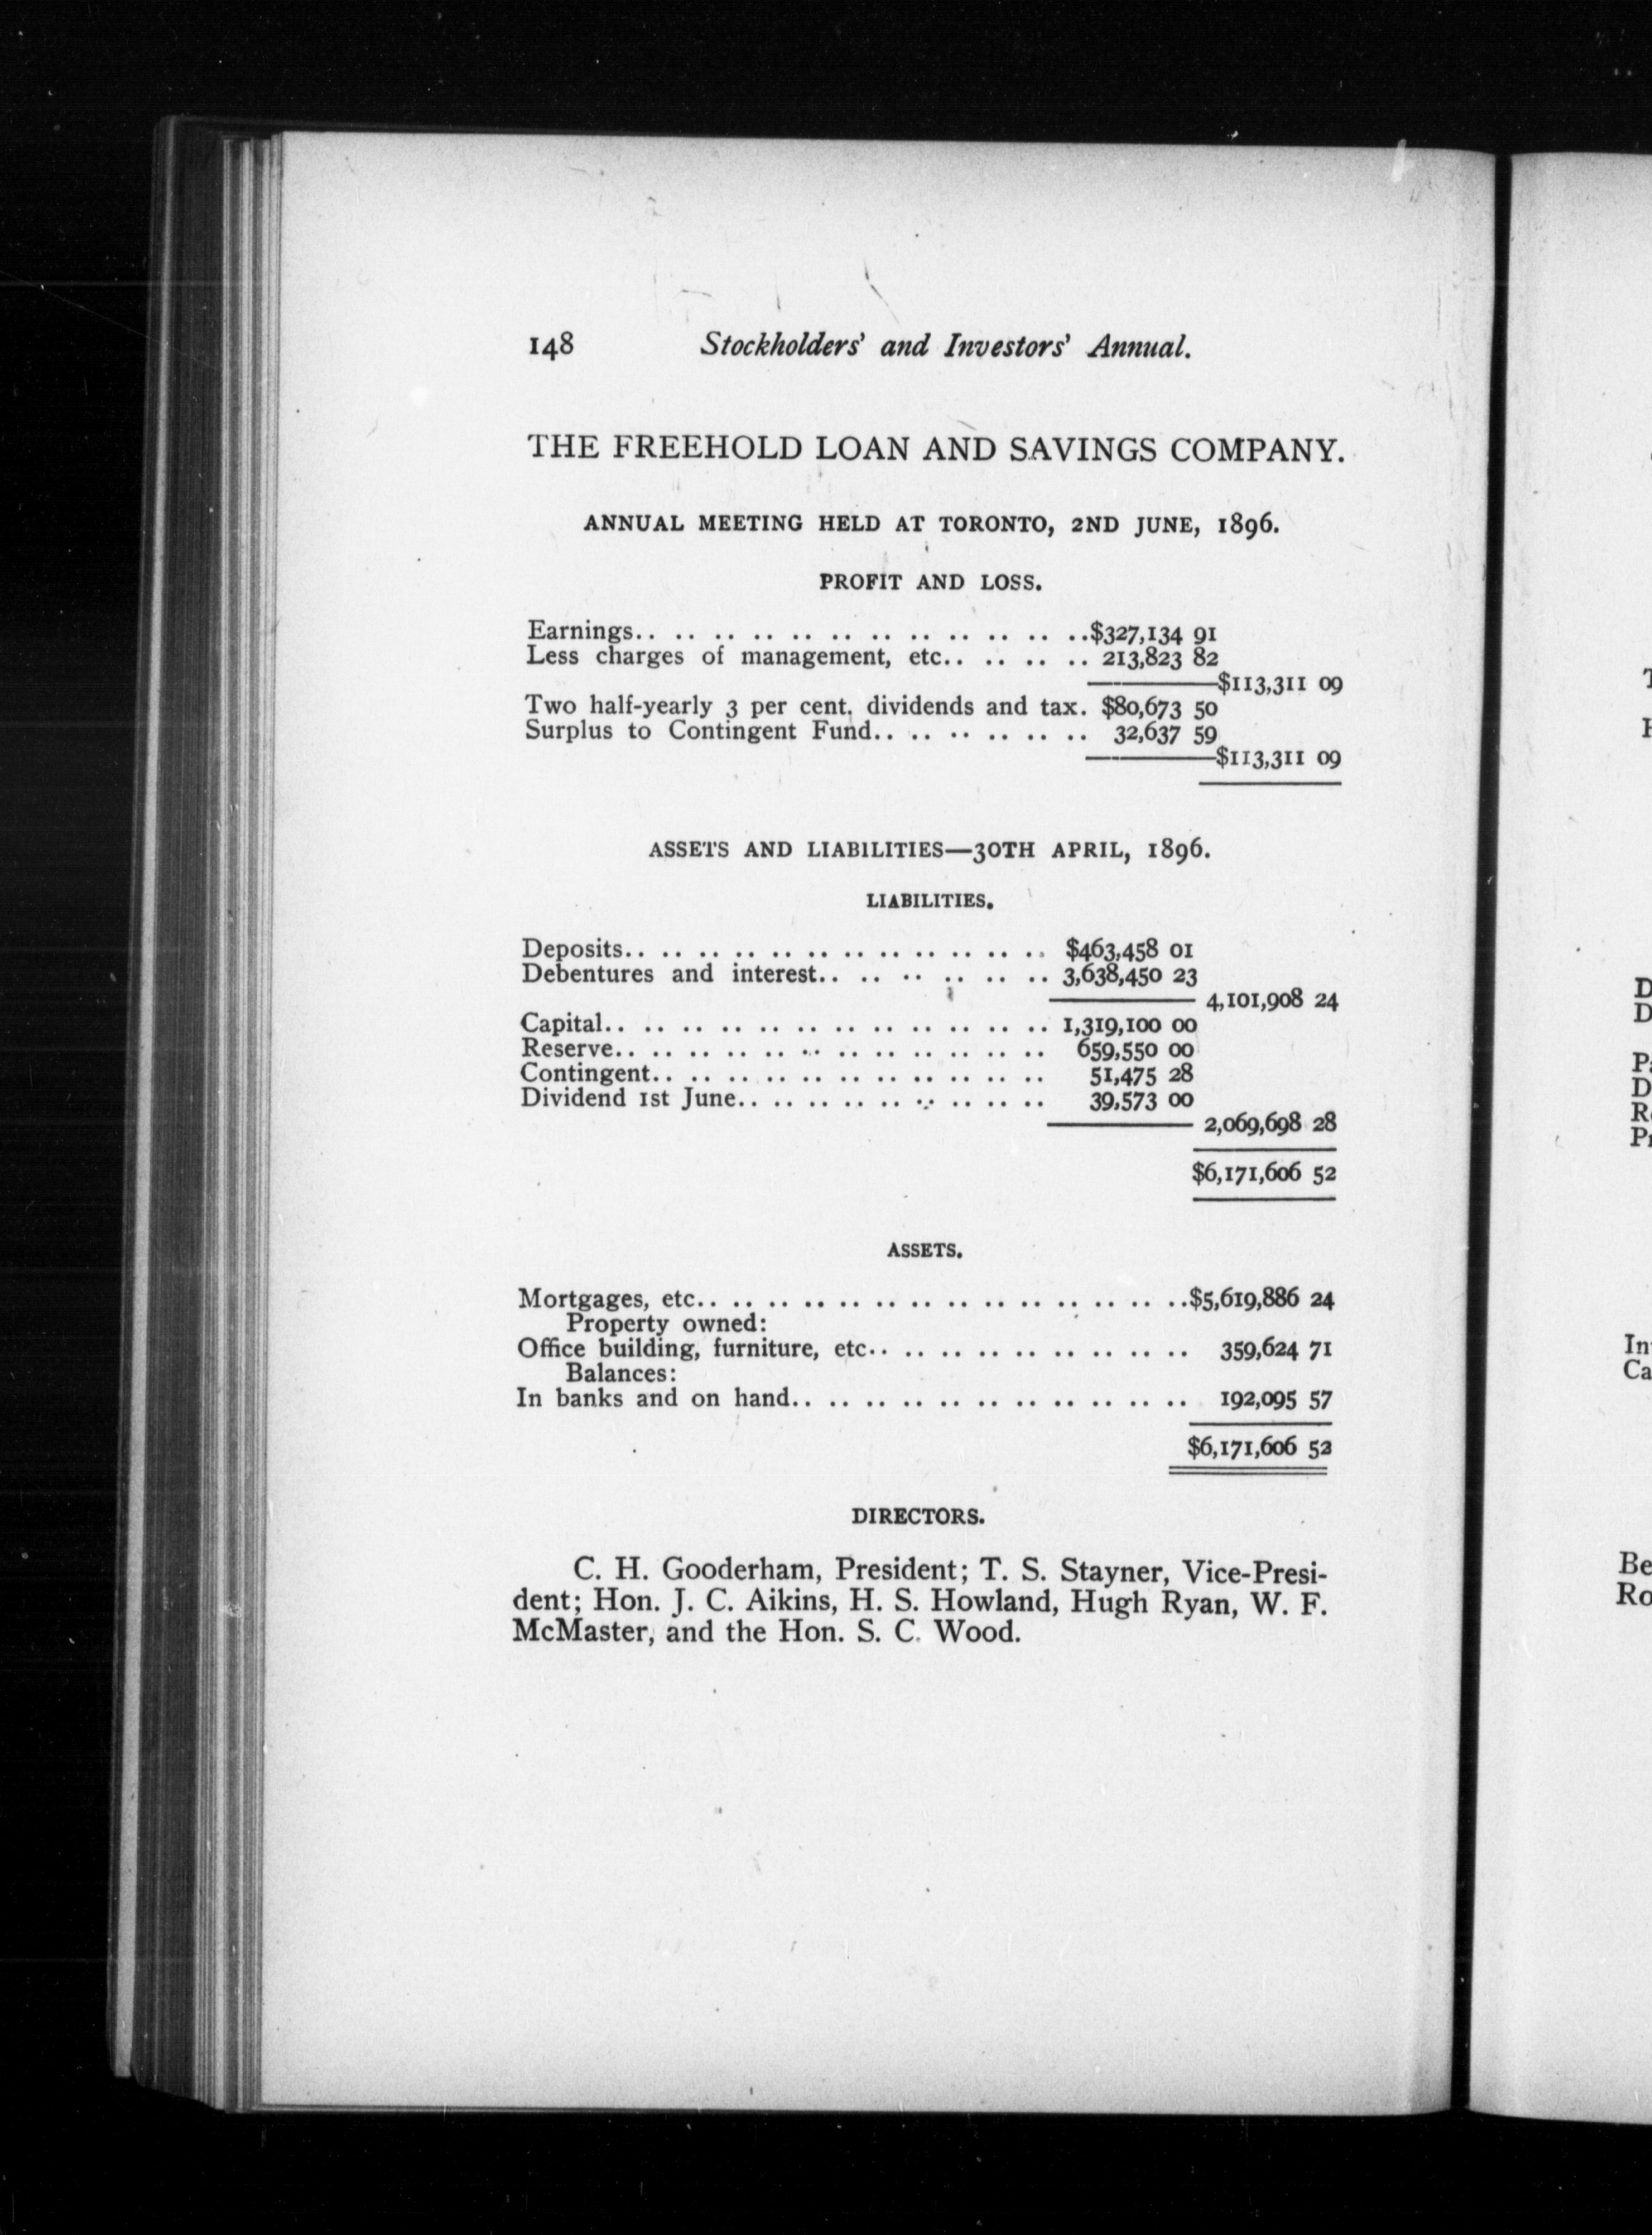 148 Stockholders' and Investors' Annual.
THE FREEHOLD LOAN AND SAVINGS COMPANY.
ANNUAL MEETING HELD AT TORONTO, 2ND JUNE, 1896.
PROFIT AND LOSS.
Earnings.. .. .. .. .. .. .. .. .. .. .. ..$327,134 91
Less charges of management, etc.. .. .. .. 213,823 82
$113,311 09
Two half-yearly 3 per cent. dividends and tax. $80,673 50
Surplus to Contingent Fund.. .. .. .. .. .. 32,637 59
$113,311 09
ASSETS AND LIABILITIES—30TH APRIL, 1896.
LIABILITIES.
Deposits.. .. .. .. .. .. .. .. .. .. .. .. $463,458 01
Debentures and interest.. .. .. .. .. .. .. 3,638,450 23
4,101,908 24
Capital.. .. .. .. .. .. .. .. .. .. .. .. 1,319,100 00
Reserve.. .. .. .. .. .. .. .. .. .. .. .. 659,550 00
Contingent.. .. .. .. .. .. .. .. .. .. .. 51,475 28
Dividend 1st June.. .. .. .. .. .. .. .. .. 39,573 00
2,069,698 28
$6,171,606 52
ASSETS.
Mortgages, etc.. .. .. .. .. .. .. .. .. .. .. .. .. ..$5,619,886 24
Property owned:
Office building, furniture, etc.. .. .. .. .. .. .. .. .. 359,624 71
Balances:
In banks and on hand.. .. .. .. .. .. .. .. .. .. .. 192,095 57
$6,171,606 52
DIRECTORS.
C. H. Gooderham, President; T. S. Stayner, Vice-Presi-
dent; Hon. J. C. Aikins, H. S. Howland, Hugh Ryan, W. F.
McMaster, and the Hon. S. C. Wood.